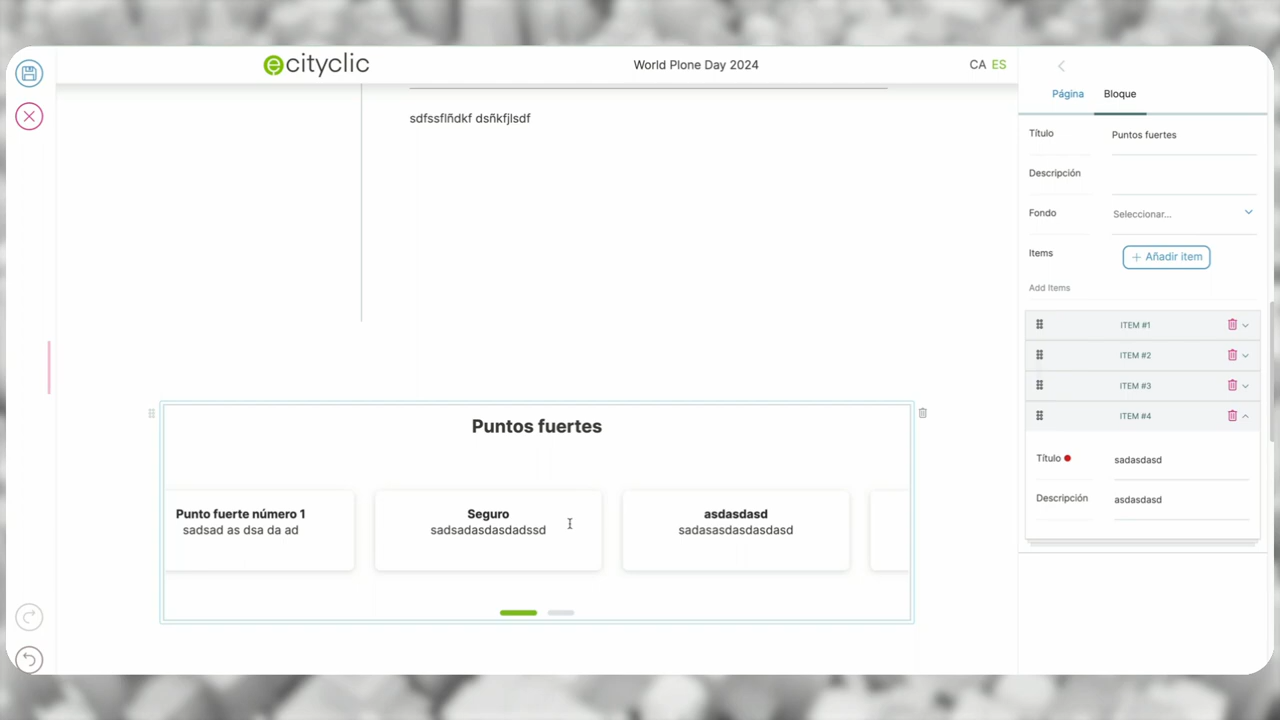 ecityclic
World Plone Day 2024
CA ES
sdfssflñdkf dsñkfjlsdf
Puntos fuertes
Punto fuerte número 1
sadsad as dsa da ad
Seguro
sadsadasdasdadssd
asdasdasd
sadasasdasdasdasd
Página
Bloque
Título
Puntos fuertes
Descripción
Fondo
Seleccionar...
Items
+ Añadir item
Add Items
ITEM #1
ITEM #2
ITEM #3
ITEM #4
Título
sadasdasd
Descripción
asdasdasd